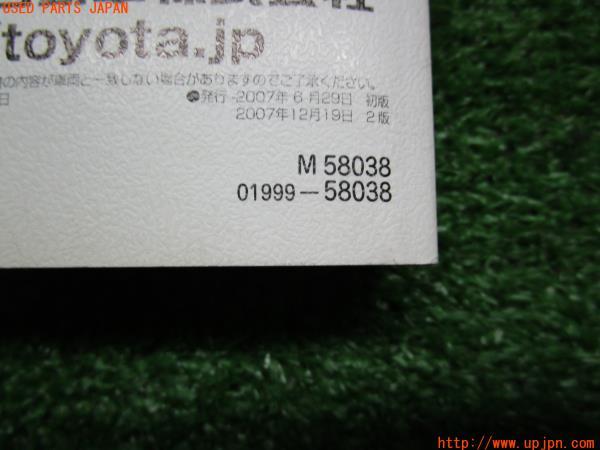 USED PARTS JAPAN
toyota.jp
の内容が車両と一致しない場合がありますのでご了承ください。
日
発行-2007年 6月29日 初版
2007年12月19日 2版
M 58038
01999-58038
http://www.upjpn.com/